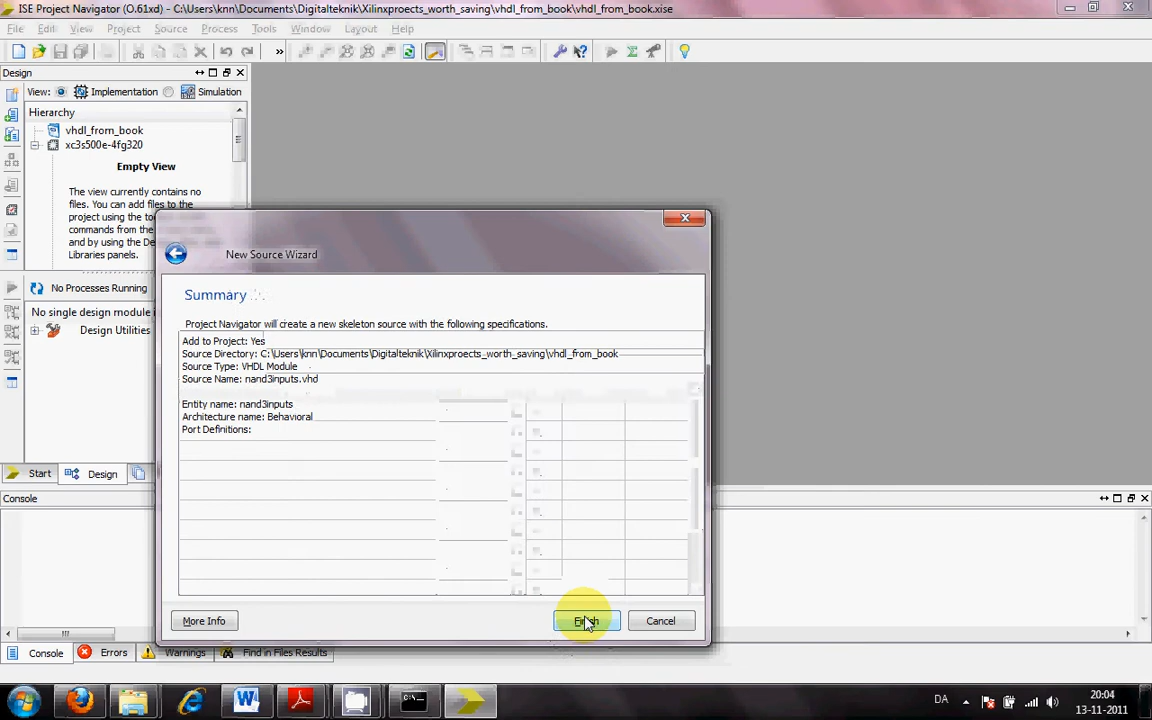 ISE Project Navigator (O.61xd) - C:\Users\knn\Documents\Digitalteknik\Xilinxproects_worth_saving\vhdl_from_book\vhdl_from_book.xise
File Edit View Project Source Process Tools Window Layout Help
Design
View: Implementation Simulation
Hierarchy
vhdl_from_book
xc3s500e-4fg320
Empty View
The view currently contains no
files. You can add files to the
project using the
commands from the
and by using the
Libraries panels.
No Processes Running
No single design module i
Design Utilities
Start Design
New Source Wizard
Summary
Project Navigator will create a new skeleton source with the following specifications.
Add to Project: Yes
Source Directory: C:\Users\knn\Documents\Digitalteknik\Xilinxproects_worth_saving\vhdl_from_book
Source Type: VHDL Module
Source Name: nand3inputs.vhd
Entity name: nand3inputs
Architecture name: Behavioral
Port Definitions:
More Info Finish Cancel
Console
Console Errors Warnings Find in Files Results
DA 20:04
13-11-2011